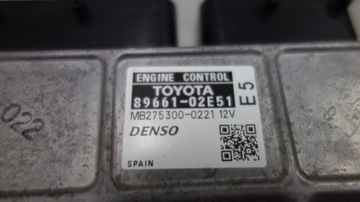 ENGINE CONTROL
TOYOTA
89661-02E51
E5
MB275300-0221 12V
DENSO
SPAIN
022